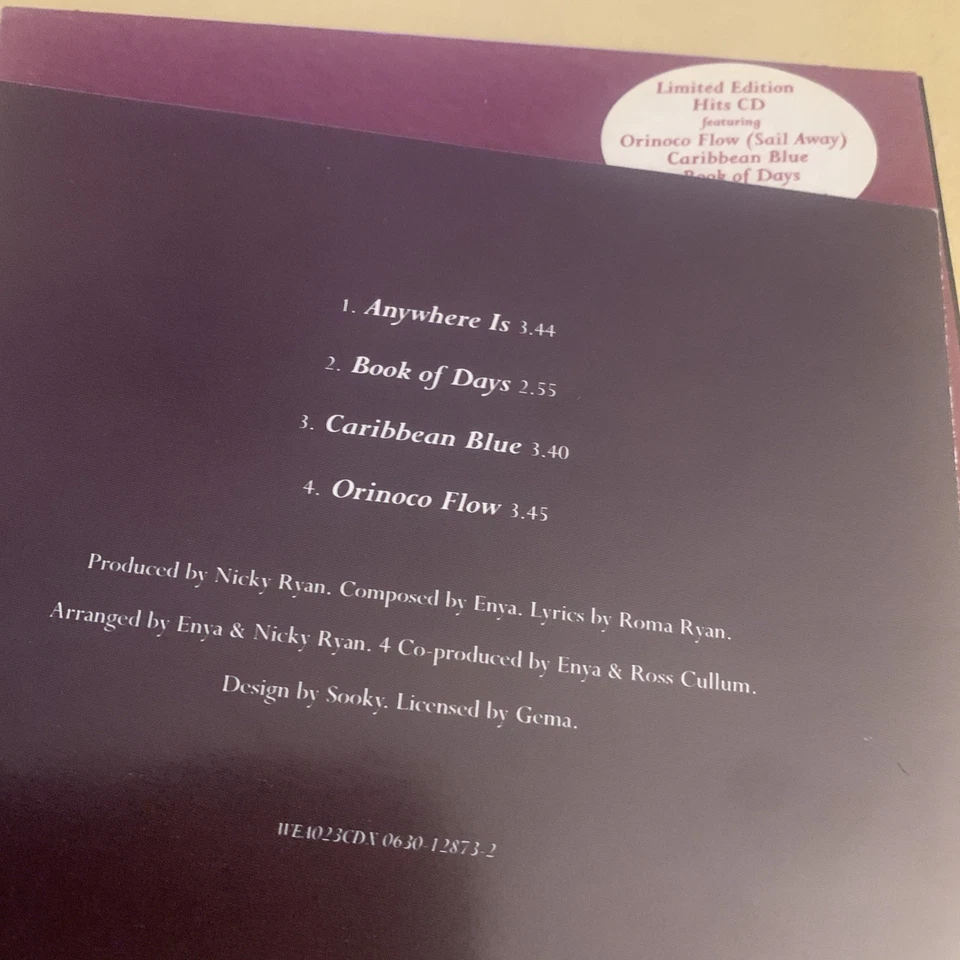 Limited Edition
Hits CD
featuring
Orinoco Flow (Sail Away)
Caribbean Blue
Book of Days
1. Anywhere Is 3.44
2. Book of Days 2.55
3. Caribbean Blue 3.40
4. Orinoco Flow 3.45
Produced by Nicky Ryan. Composed by Enya. Lyrics by Roma Ryan.
Arranged by Enya & Nicky Ryan. 4 Co-produced by Enya & Ross Cullum.
Design by Sooky. Licensed by Gema.
WEA023CDX 0630-12873-2